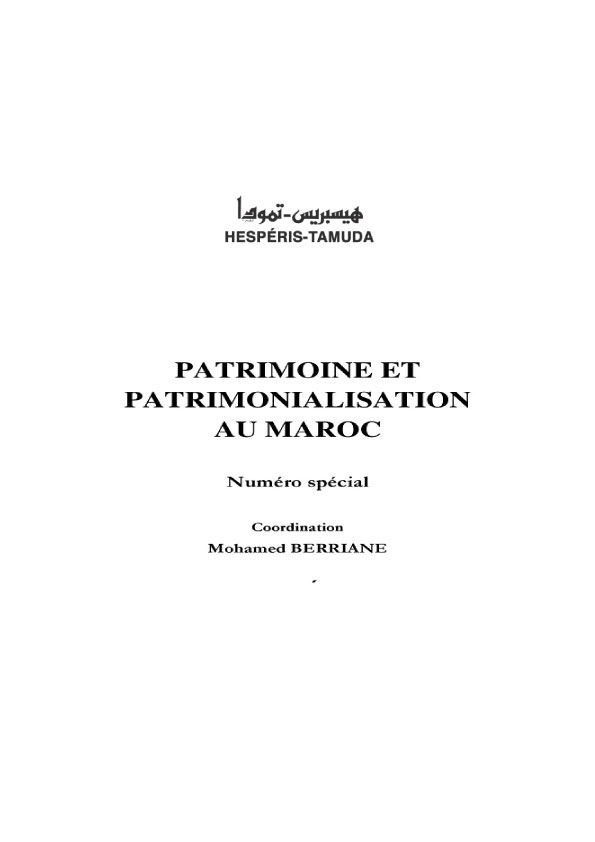 هيسبريس-تمودا
HESPÉRIS-TAMUDA
PATRIMOINE ET
PATRIMONIALISATION
AU MAROC
Numéro spécial
Coordination
Mohamed BERRIANE